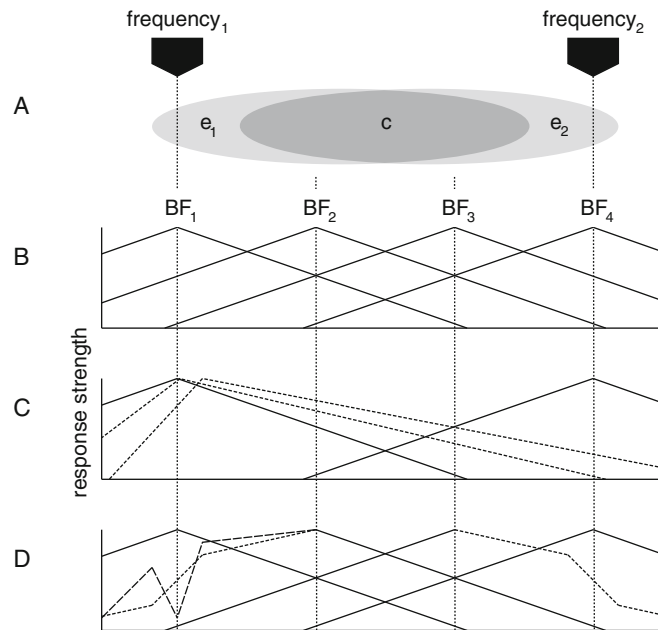 frequency₁ frequency₂
A
e₁ c e₂
BF₁ BF₂ BF₃ BF₄
B
response strength
C
D